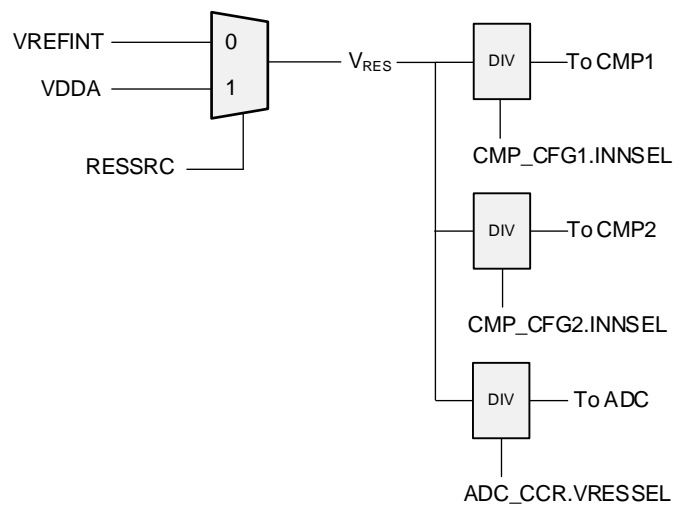 VREFINT
0
VDDA
1
RESSRC
VRES
DIV
To CMP1
CMP_CFG1.INNSEL
DIV
To CMP2
CMP_CFG2.INNSEL
DIV
To ADC
ADC_CCR.VRESSEL